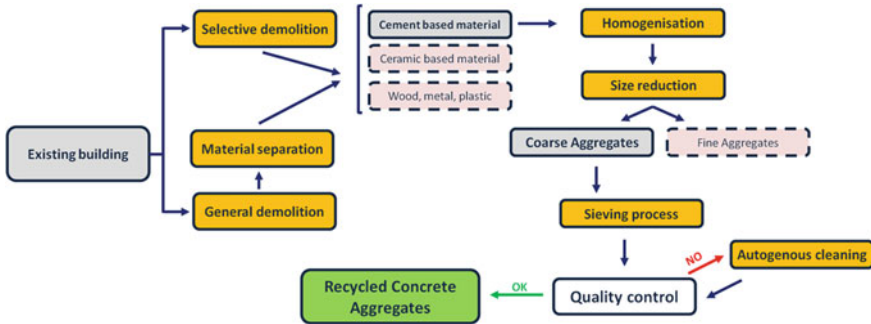 Selective demolition
Cement based material
Homogenisation
Ceramic based material
Wood, metal, plastic
Size reduction
Existing building
Material separation
Coarse Aggregates
Fine Aggregates
General demolition
Sieving process
NO
Autogenous cleaning
Recycled Concrete
Aggregates
OK
Quality control